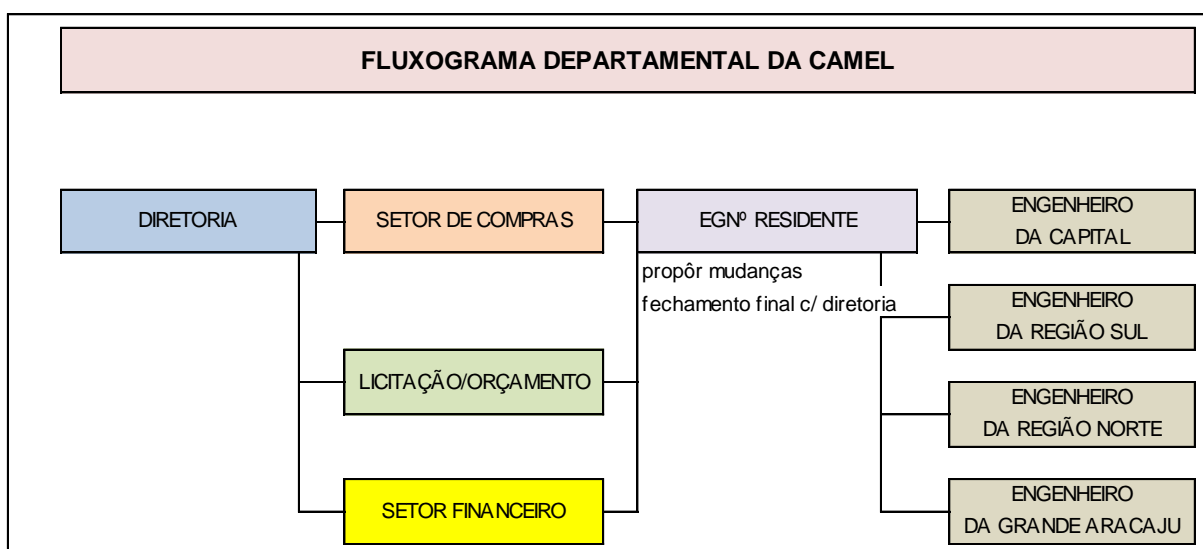 FLUXOGRAMA DEPARTAMENTAL DA CAMEL
DIRETORIA
SETOR DE COMPRAS
EGNº RESIDENTE
ENGENHEIRO
DA CAPITAL
propôr mudanças
fechamento final c/ diretoria
ENGENHEIRO
DA REGIÃO SUL
LICITAÇÃO/ORÇAMENTO
ENGENHEIRO
DA REGIÃO NORTE
SETOR FINANCEIRO
ENGENHEIRO
DA GRANDE ARACAJU